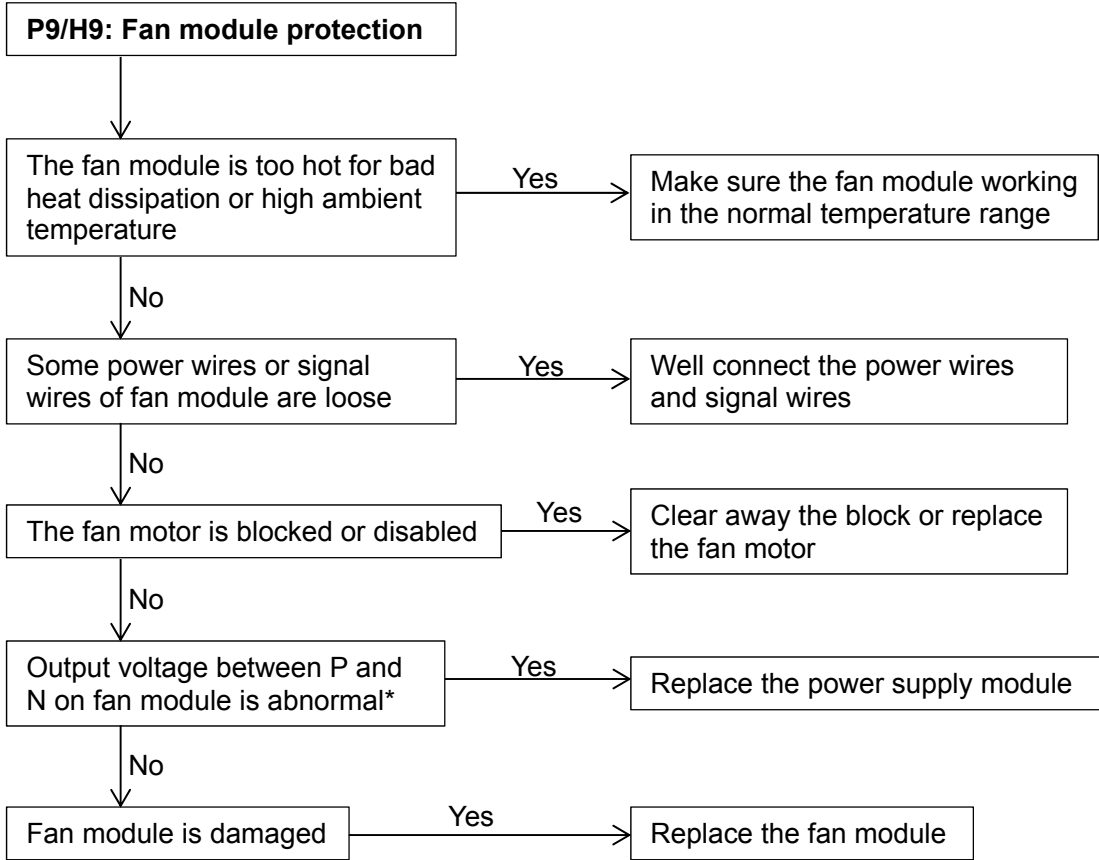 P9/H9: Fan module protection
The fan module is too hot for bad
heat dissipation or high ambient
temperature
Yes
Make sure the fan module working
in the normal temperature range
No
Some power wires or signal
wires of fan module are loose
Yes
Well connect the power wires
and signal wires
No
The fan motor is blocked or disabled
Yes
Clear away the block or replace
the fan motor
No
Output voltage between P and
N on fan module is abnormal*
Yes
Replace the power supply module
No
Fan module is damaged
Yes
Replace the fan module